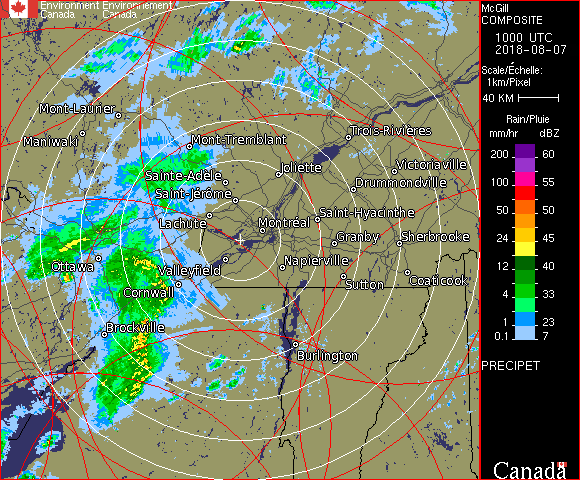 Environment Environnement
Canada Canada
McGill
COMPOSITE
1000 UTC
2018-08-07
Scale/Échelle:
1km/Pixel
40 KM
Rain/Pluie
mm/hr dBZ
200 60
100 55
50 50
24 45
12 40
4 33
1 23
0.1 7
PRECIPET
Canada
Mont-Laurier
Maniwaki
Mont-Tremblant
Trois-Rivières
Sainte-Adèle
Joliette
Victoriaville
Saint-Jérôme
Drummondville
Lachute
Montréal
Saint-Hyacinthe
Ottawa
Granby
Sherbrooke
Valleyfield
Napierville
Cornwall
Sutton
Coaticook
Brockville
Burlington